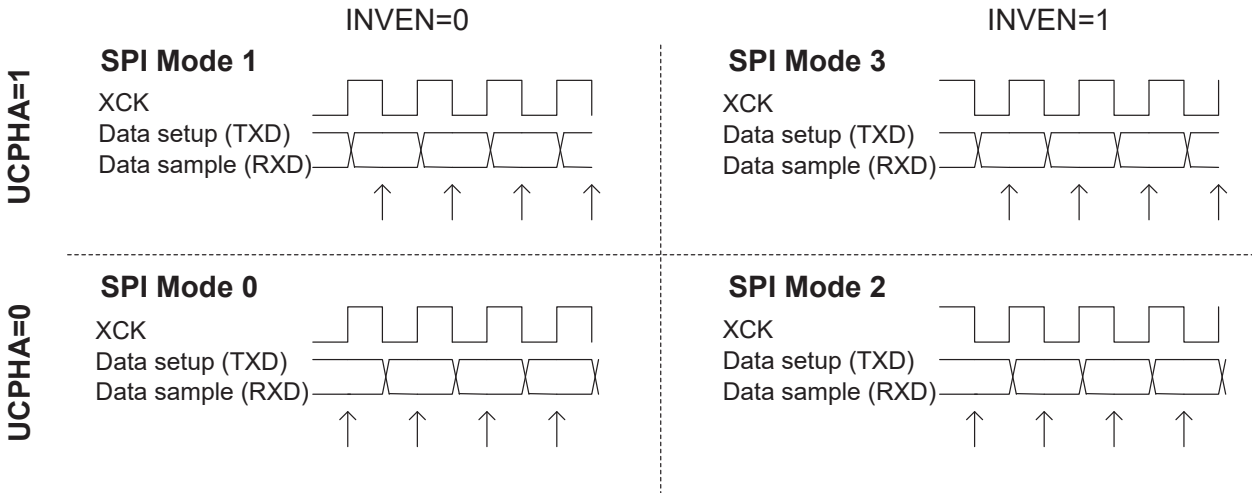 INVEN=0
INVEN=1
UCPHA=1
SPI Mode 1
XCK
Data setup (TXD)
Data sample (RXD)
SPI Mode 3
XCK
Data setup (TXD)
Data sample (RXD)
UCPHA=0
SPI Mode 0
XCK
Data setup (TXD)
Data sample (RXD)
SPI Mode 2
XCK
Data setup (TXD)
Data sample (RXD)